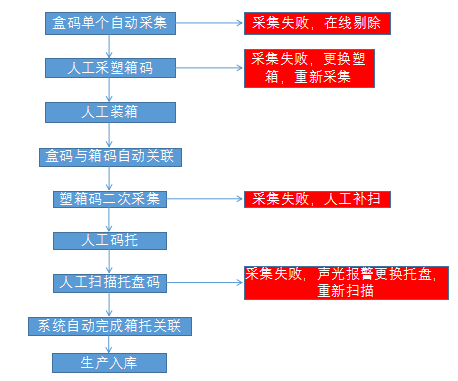 盒码单个自动采集
采集失败，在线剔除
人工采塑箱码
采集失败，更换塑
箱，重新采集
人工装箱
盒码与箱码自动关联
塑箱码二次采集
采集失败，人工补扫
人工码托
人工扫描托盘码
采集失败，声光报警更换托盘，
重新扫描
系统自动完成箱托关联
生产入库